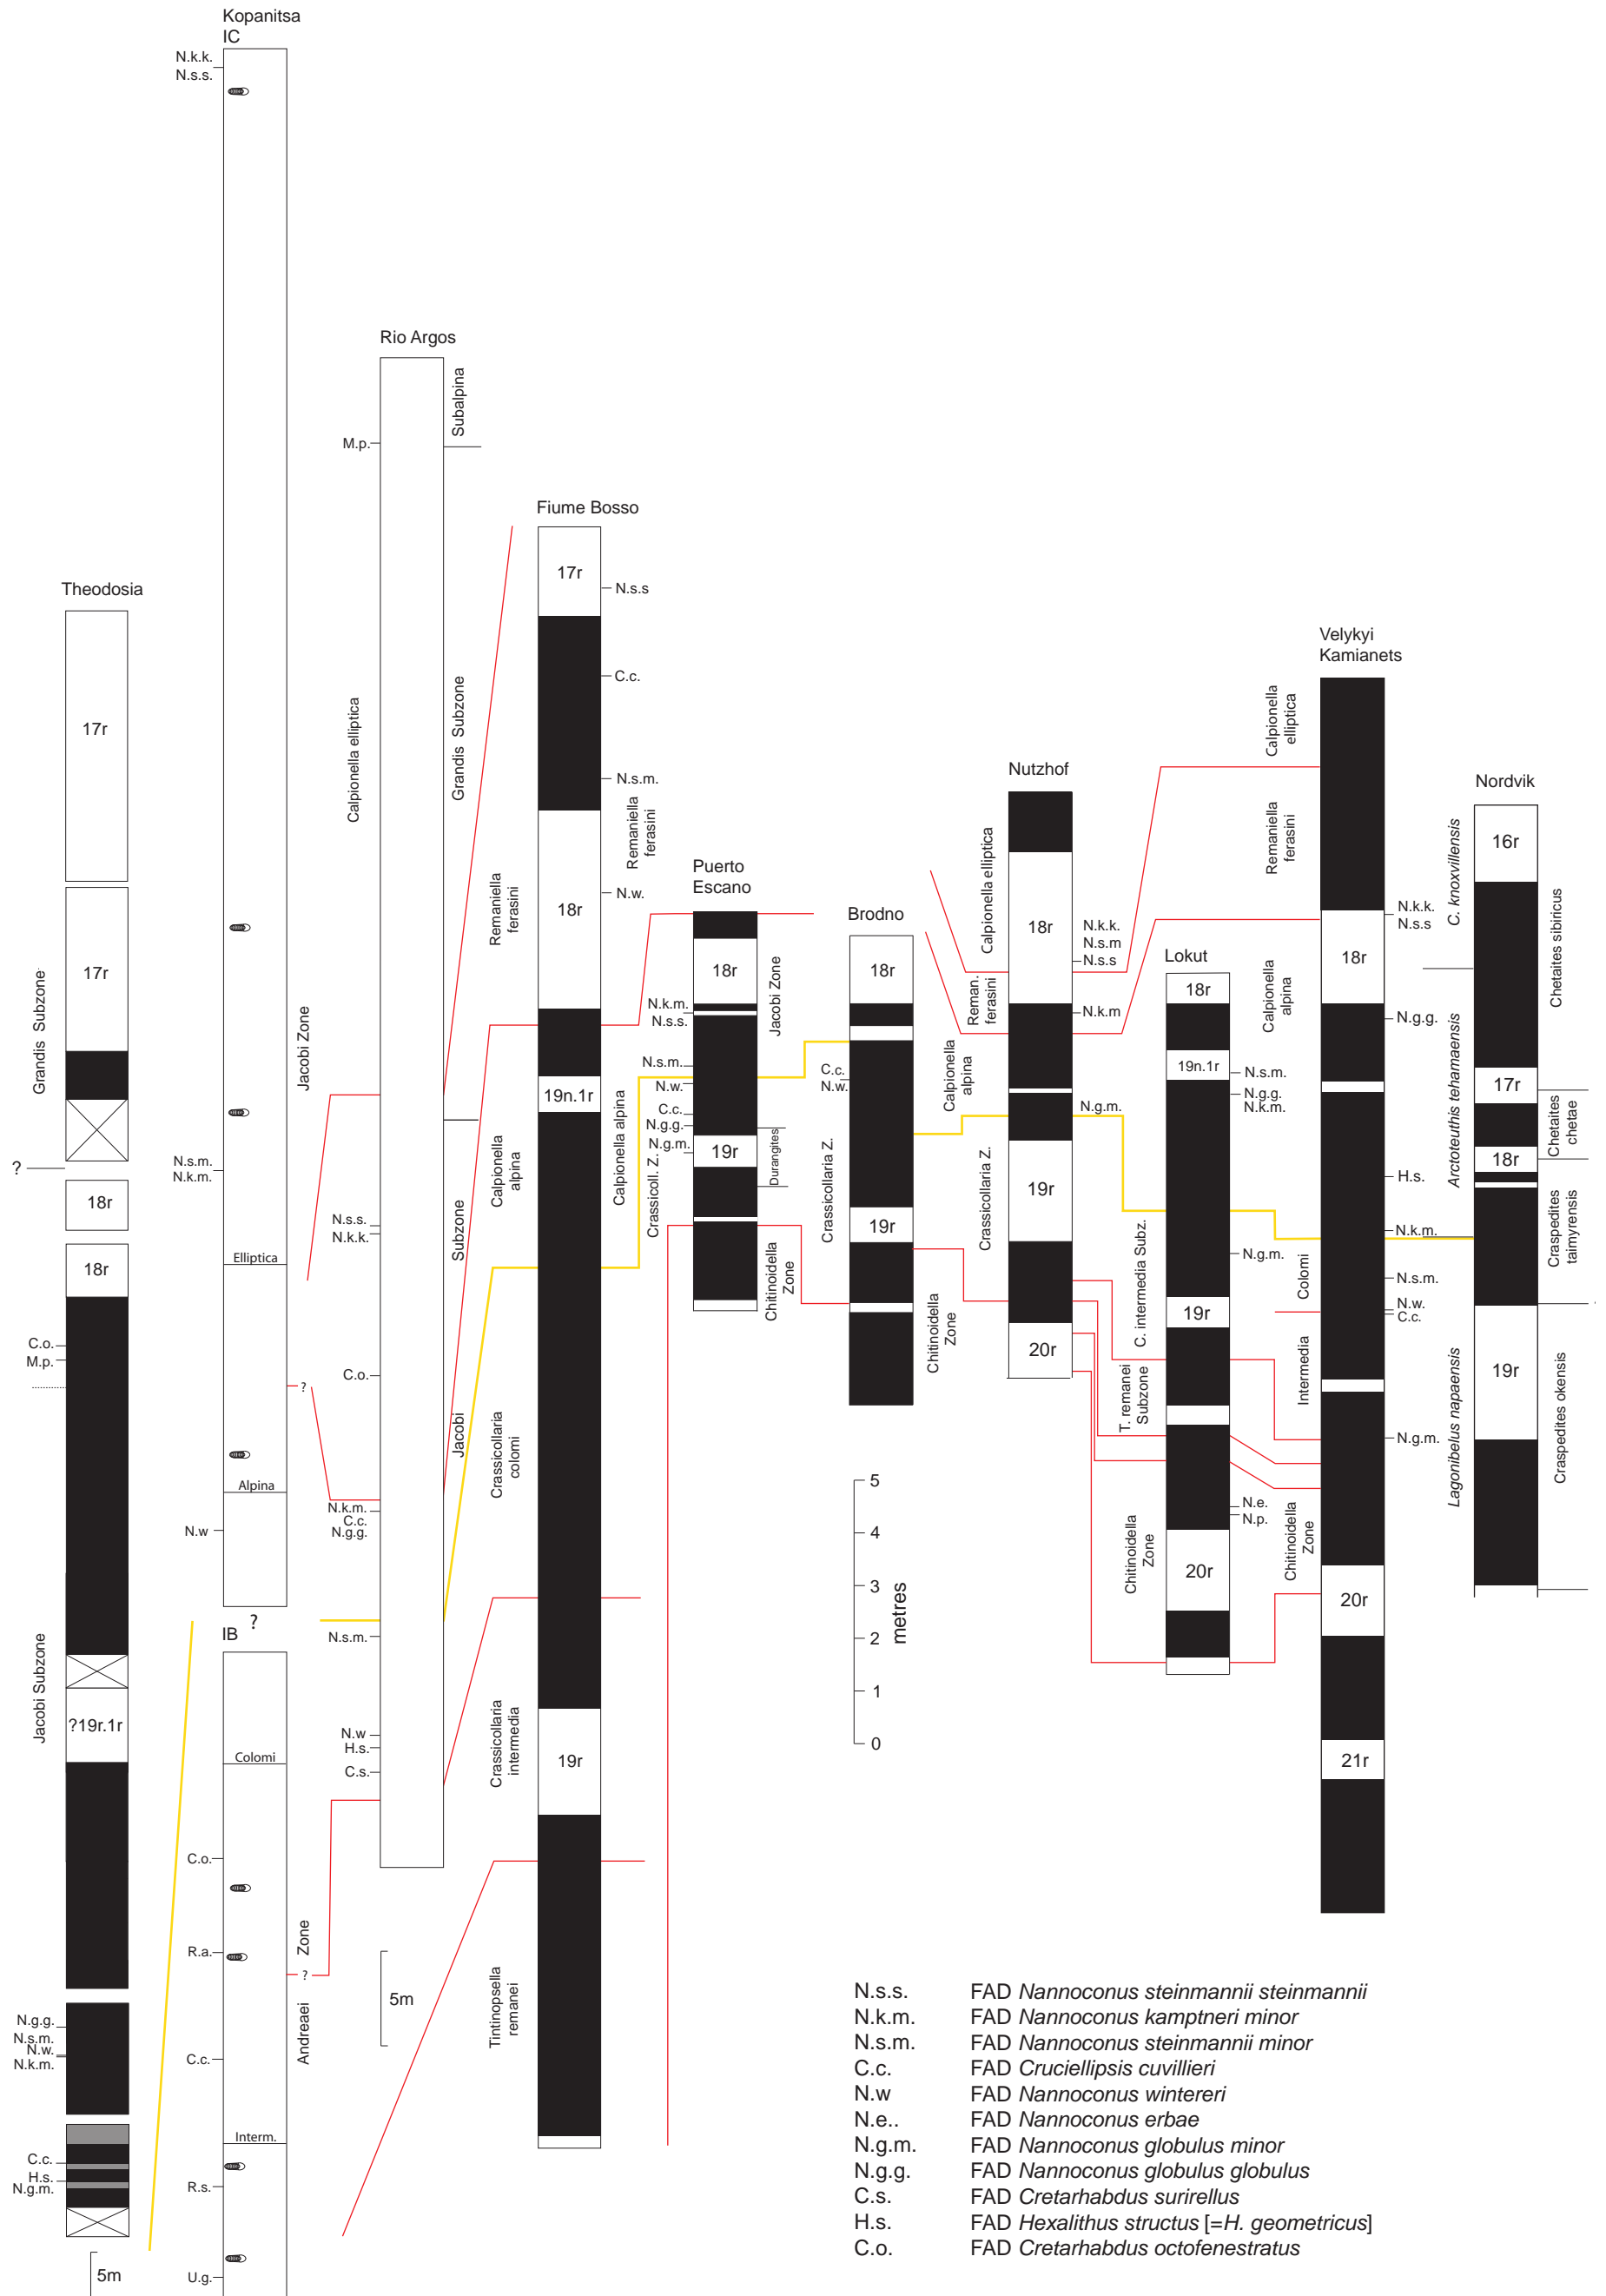 Kopanitsa
IC
N.k.k.
N.s.s.
N.s.m.
N.k.m.
Elliptica
?
Alpina
N.w
Jacobi Zone
?
IB
Colomi
C.o.
R.a.
?
C.c.
Interm.
R.s.
U.g.
Andreaei
Zone
Theodosia
17r
17r
Grandis Subzone
?
18r
18r
C.o.
M.p.
Jacobi Subzone
?19r.1r
N.g.g.
N.s.m.
N.w.
N.k.m.
C.c.
H.s.
N.g.m.
5m
Rio Argos
Subalpina
M.p.
Calpionella elliptica
Grandis Subzone
N.s.s.
N.k.k.
Subzone
C.o.
Jacobi
N.k.m.
C.c.
N.g.g.
N.s.m.
N.w
H.s.
C.s.
5m
Fiume Bosso
17r
N.s.s
C.c.
N.s.m.
Remaniella
ferasini
Remaniella
ferasini
18r
N.w.
19n.1r
Calpionella
alpina
Calpionella alpina
Crassicollaria
colomi
Crassicollaria
intermedia
19r
Tintinopsella
remanei
Puerto
Escano
18r
Jacobi Zone
N.k.m.
N.s.s.
N.s.m.
N.w.
C.c.
N.g.g.
N.g.m.
19r
Durangites
Crassicoll. Z.
Chitinoidella
Zone
Brodno
18r
C.c.
N.w.
Calpionella
alpina
Crassicollaria Z.
19r
Chitinoidella
Zone
5
4
3
2
1
0
metres
Nutzhof
Calpionella elliptica
18r
N.k.k.
N.s.m
N.s.s
Reman.
ferasini
N.k.m
N.g.m.
Crassicollaria Z.
19r
20r
Lokut
18r
19n.1r
N.s.m.
N.g.g.
N.k.m.
N.g.m.
C. intermedia Subz.
19r
T. remanei
Subzone
N.e.
N.p.
Chitinoidella
Zone
20r
Velykyi
Kamianets
Calpionella
elliptica
Remaniella
ferasini
N.k.k.
N.s.s
18r
Calpionella
alpina
N.g.g.
H.s.
N.k.m.
Colomi
N.s.m.
N.w.
C.c.
Intermedia
N.g.m.
Chitinoidella
Zone
20r
21r
Nordvik
16r
C. knoxvillensis
Chetaites sibiricus
17r
Arctoteuthis tehamaensis
Chetaites
chetae
18r
Craspedites
taimyrensis
19r
Lagonibelus napaensis
Craspedites okensis
N.s.s. FAD Nannoconus steinmannii steinmannii
N.k.m. FAD Nannoconus kamptneri minor
N.s.m. FAD Nannoconus steinmannii minor
C.c. FAD Cruciellipsis cuvillieri
N.w FAD Nannoconus wintereri
N.e.. FAD Nannoconus erbae
N.g.m. FAD Nannoconus globulus minor
N.g.g. FAD Nannoconus globulus globulus
C.s. FAD Cretarhabdus surirellus
H.s. FAD Hexalithus structus [=H. geometricus]
C.o. FAD Cretarhabdus octofenestratus